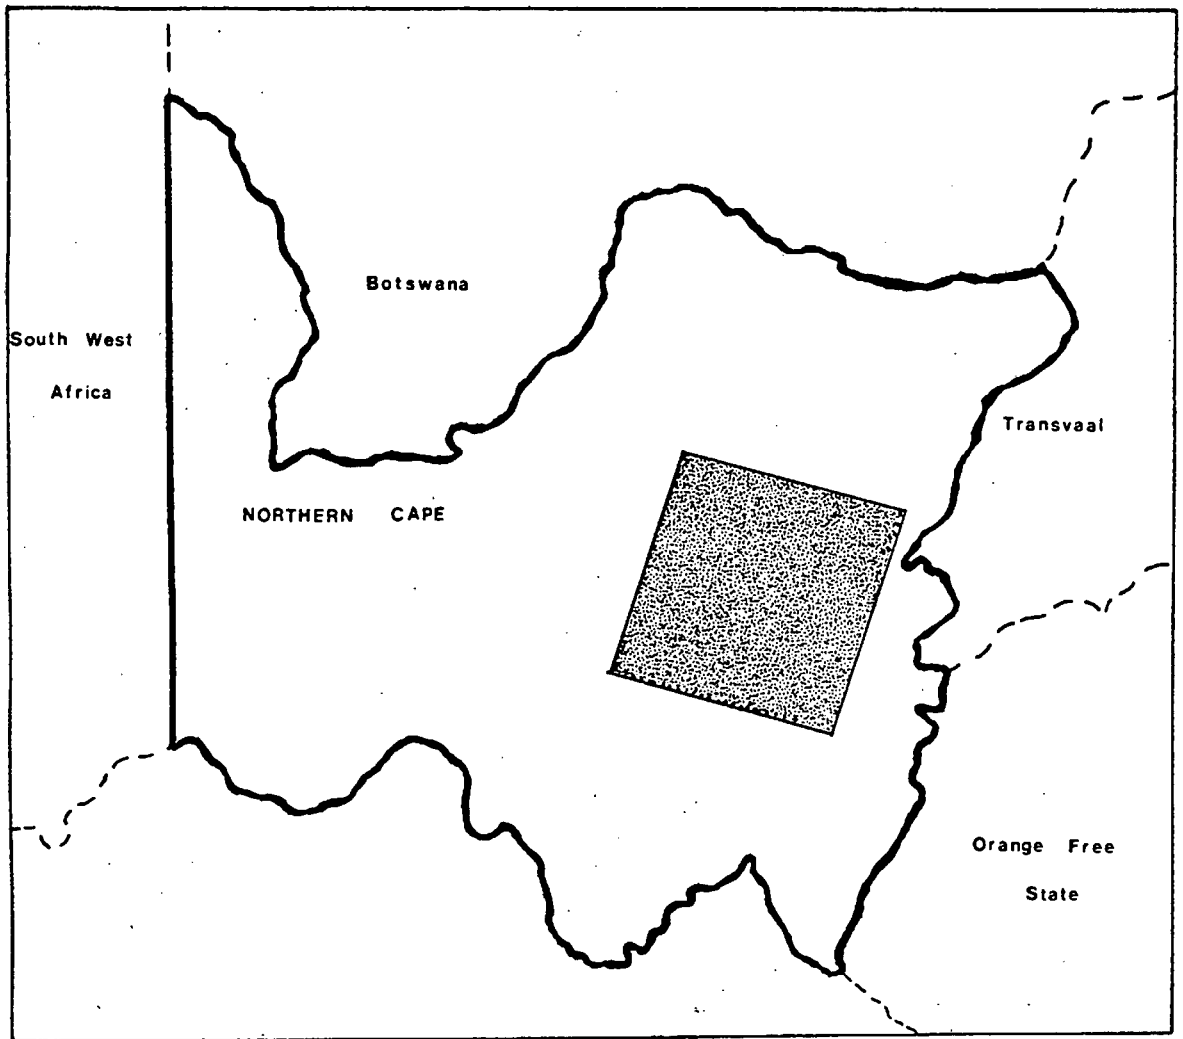 Botswana
South West
Africa
Transvaal
NORTHERN CAPE
Orange Free
State